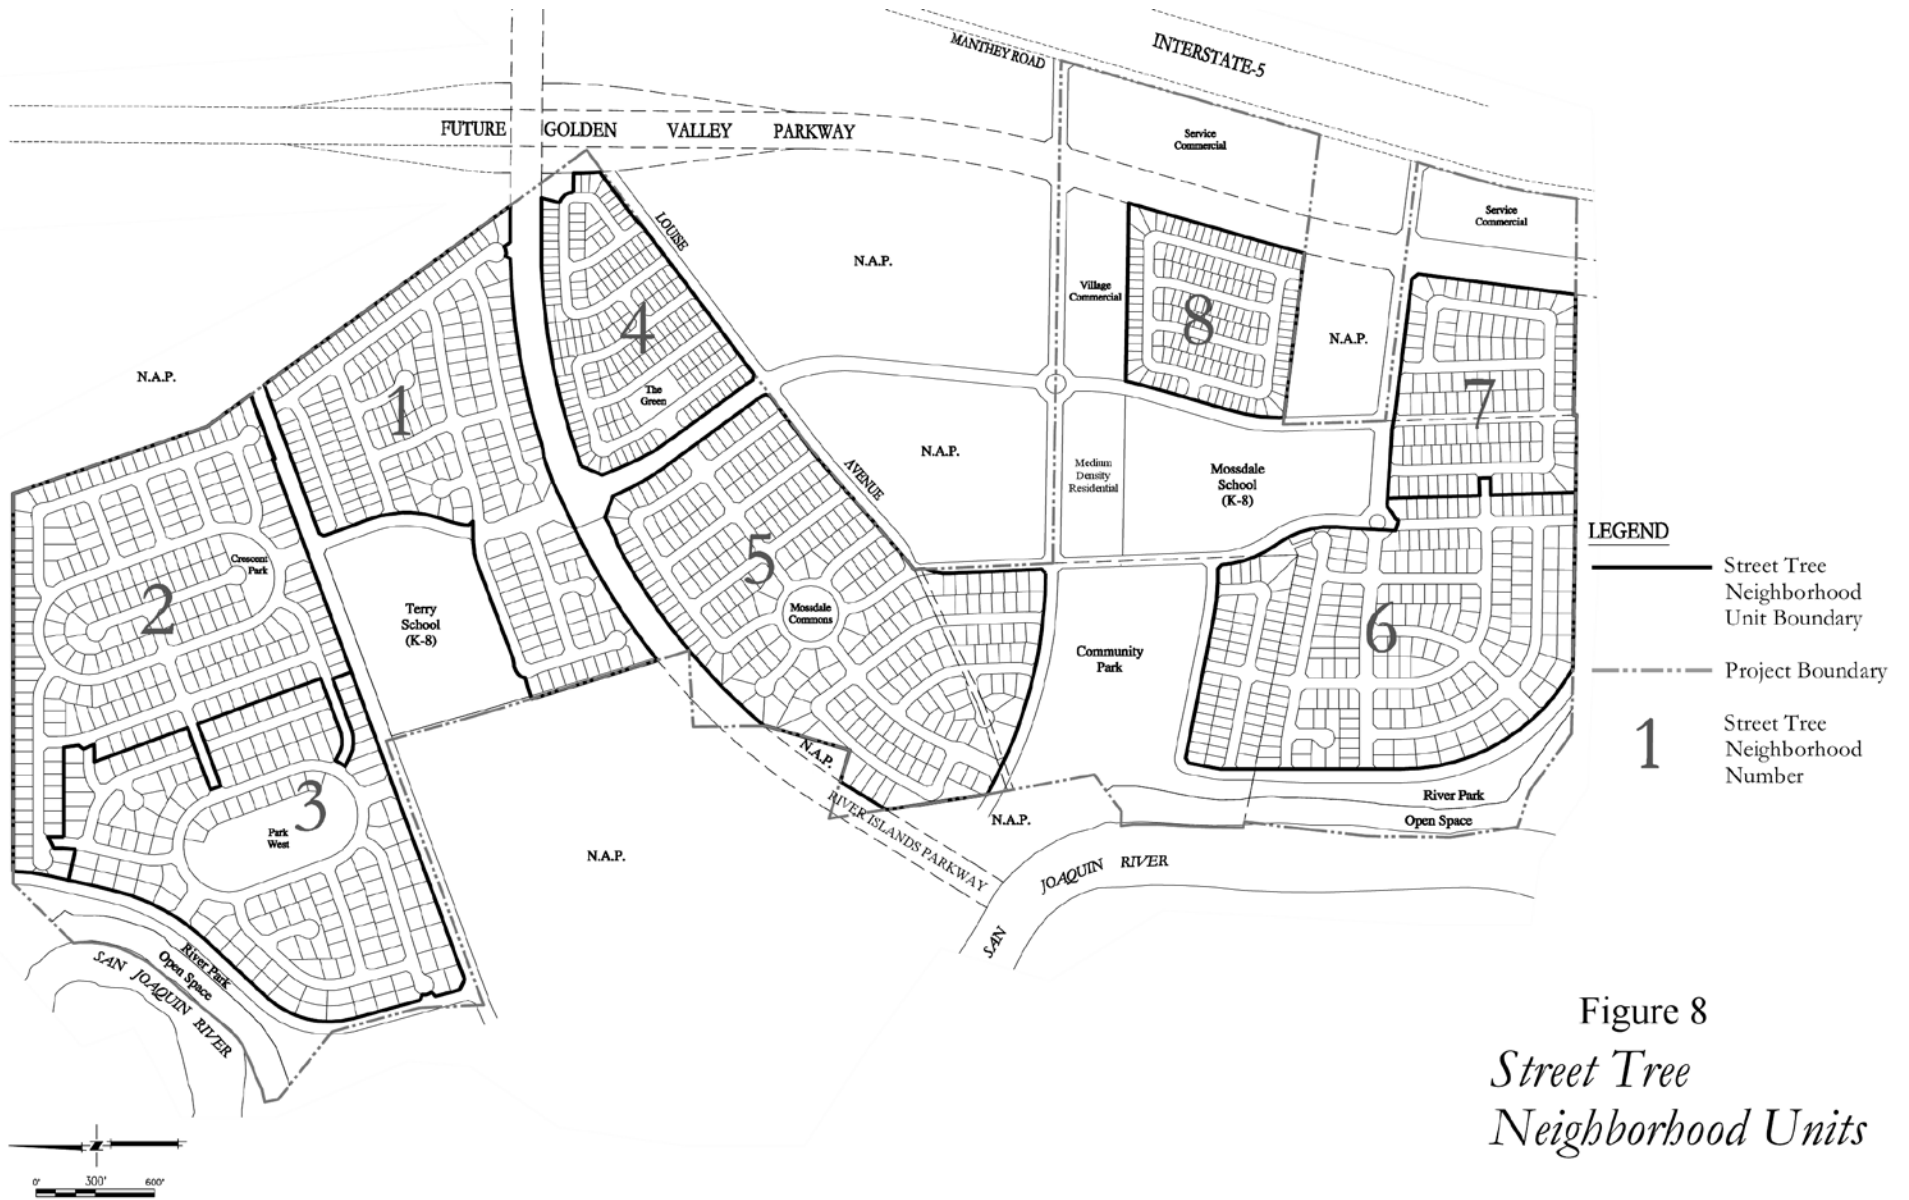 MANTHEY ROAD
INTERSTATE-5
FUTURE GOLDEN VALLEY PARKWAY
Service
Commercial
Service
Commercial
LOUISE
N.A.P.
Village
Commercial
8
N.A.P.
4
The
Green
N.A.P.
1
7
N.A.P.
AVENUE
Medium
Density
Residential
Mossdale
School
(K-8)
LEGEND
Street Tree
Neighborhood
Unit Boundary
Project Boundary
1
Street Tree
Neighborhood
Number
Crescent
Park
2
Terry
School
(K-8)
5
Mossdale
Commons
Community
Park
6
N.A.P.
RIVER ISLANDS PARKWAY
N.A.P.
River Park
Open Space
3
Park
West
N.A.P.
SAN JOAQUIN RIVER
River Park
Open Space
SAN JOAQUIN RIVER
Figure 8
Street Tree
Neighborhood Units
Z
0' 300' 600'